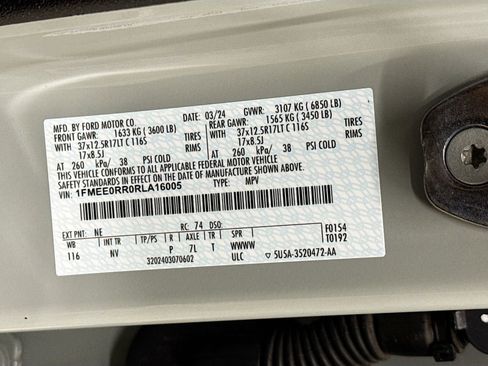 MFD. BY FORD MOTOR CO. 03/24 GVWR: 3107 KG (6850 LB)
FRONT GAWR: 1633 KG (3600 LB) REAR GAWR: 1565 KG (3450 LB)
WITH 37x12.5R17LT C 116S TIRES WITH 37x12.5R17LT C 116S TIRES
17x8.5J RIMS 17x8.5J RIMS
AT 260 kPa/ 38 PSI COLD AT 260 kPa/ 38 PSI COLD
THIS VEHICLE CONFORMS TO ALL APPLICABLE FEDERAL MOTOR VEHICLE
SAFETY STANDARDS IN EFFECT ON THE DATE OF MANUFACTURE SHOWN ABOVE.
VIN: 1FMEEDRR0RLA16005 TYPE: MPV
EXT PNT: NE RC: 74 DSO: F0154
WB INT TR TP/PS R AXLE TR SPR T0192
116 NV P 7L T WWWW
3202403070602 ULC 5U5A-3520472-AA